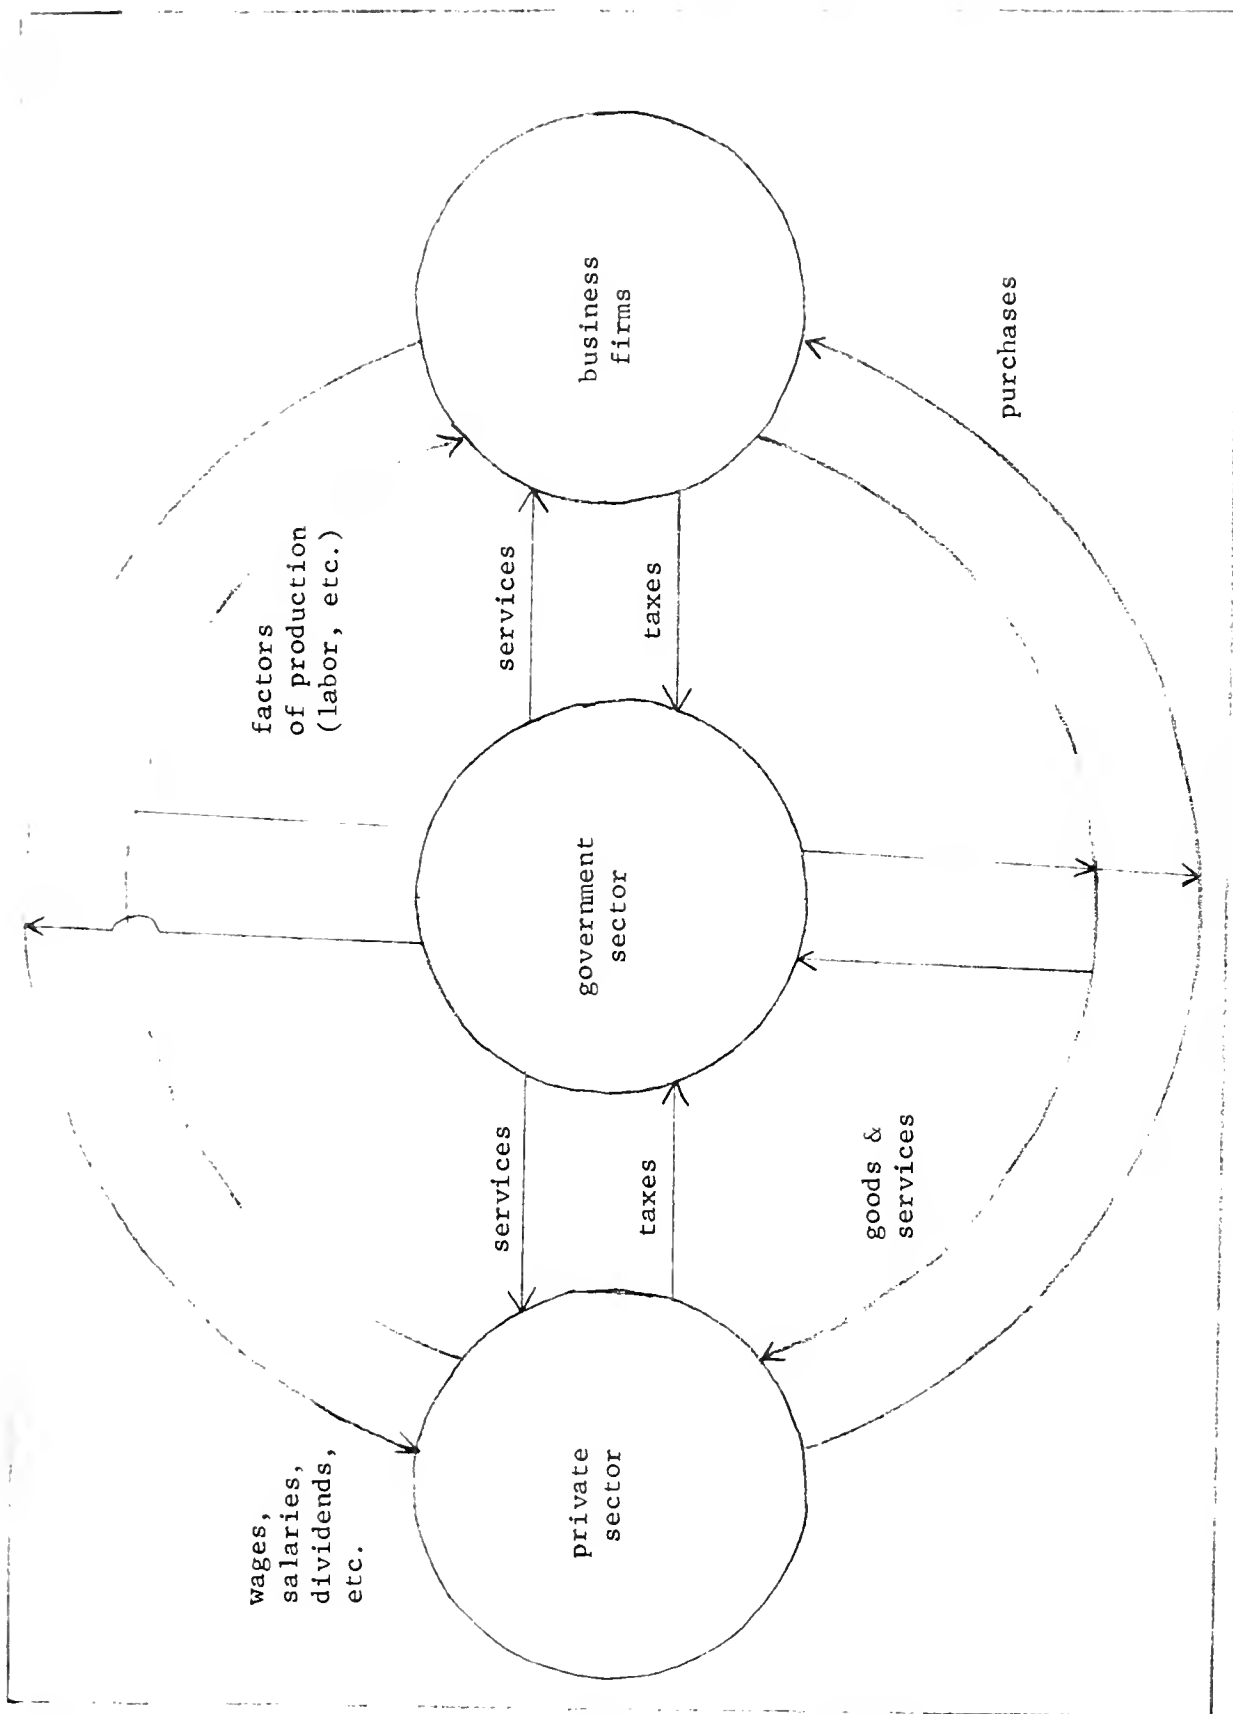 wages,
salaries,
dividends,
etc.
factors
of production
(labor, etc.)
services
services
private
sector
government
sector
business
firms
taxes
taxes
goods &
services
purchases